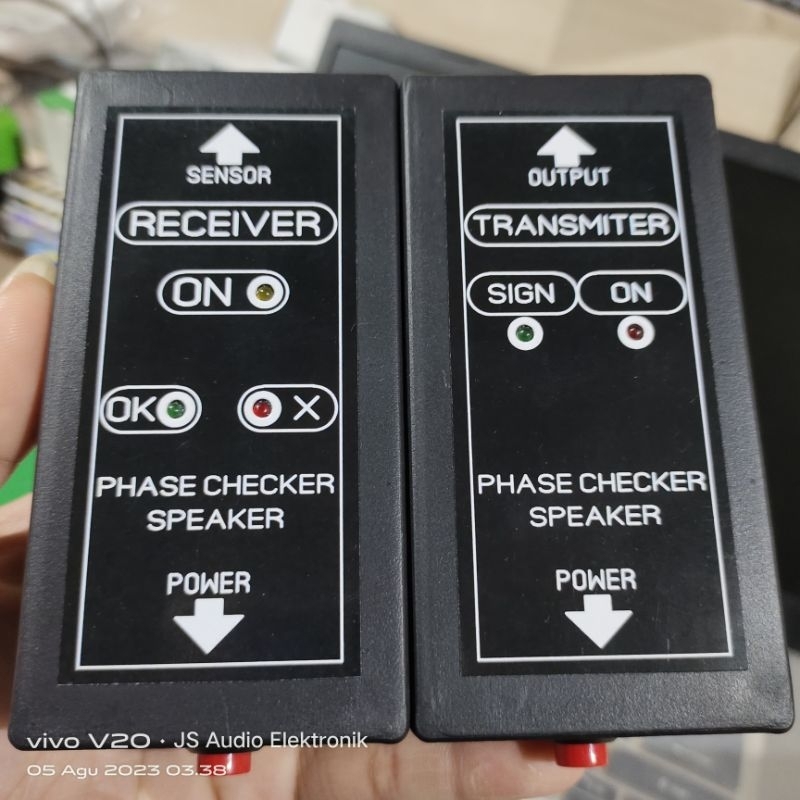 SENSOR
RECEIVER
ON
OK
X
PHASE CHECKER
SPEAKER
POWER
OUTPUT
TRANSMITER
SIGN
ON
PHASE CHECKER
SPEAKER
POWER
vivo V20 · JS Audio Elektronik
05 Agu 2023 03.38